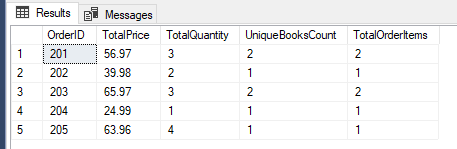 Results Messages
OrderID TotalPrice TotalQuantity UniqueBooksCount TotalOrderItems
1 201 56.97 3 2 2
2 202 39.98 2 1 1
3 203 65.97 3 2 2
4 204 24.99 1 1 1
5 205 63.96 4 1 1